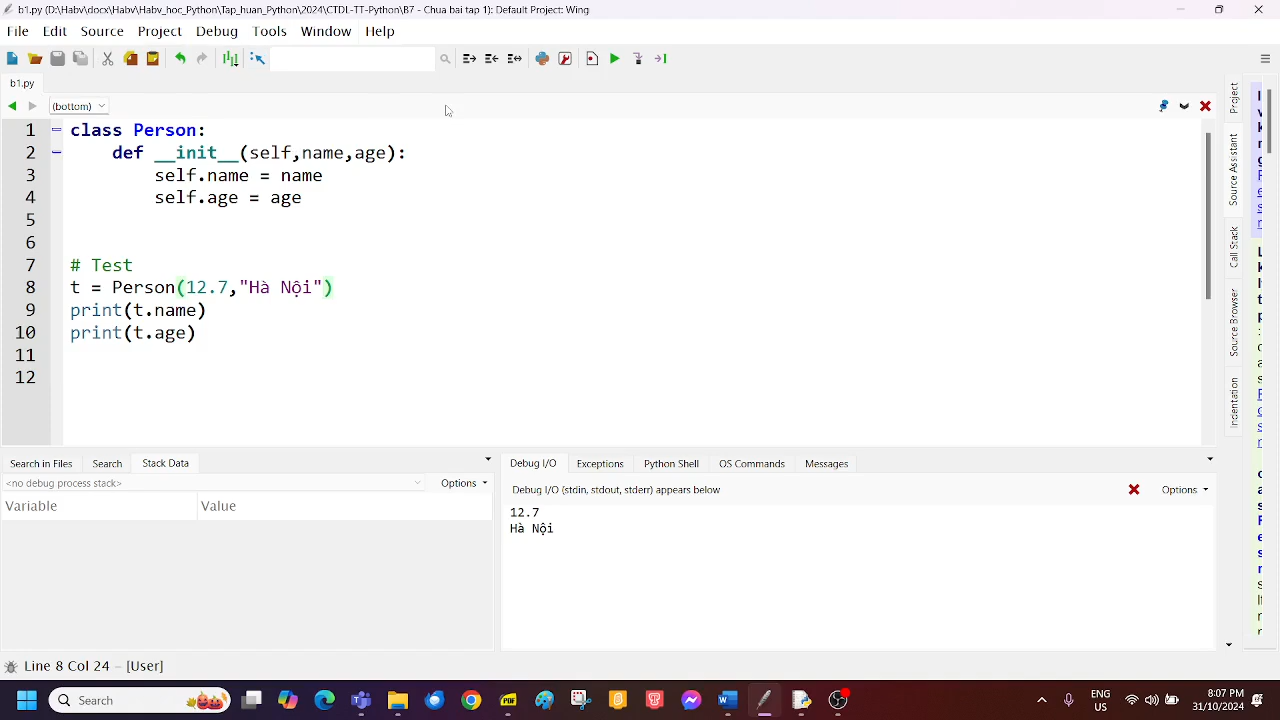 b1.py (D:\Habv\docx\Habv\Habv_hoc_Python\Tap_huan_Python\2024\CTDL-TT-Python\B7 - Chua bai tap 1): Default Project: Wing
File Edit Source Project Debug Tools Window Help
b1.py
(bottom)
1 class Person:
2 def __init__(self,name,age):
3 self.name = name
4 self.age = age
5
6
7 # Test
8 t = Person(12.7,"Hà Nội")
9 print(t.name)
10 print(t.age)
11
12
Project
Source Assistant
Call Stack
Source Browser
Indentation
Search in Files Search Stack Data
<no debug process stack> Options
Variable Value
Debug I/O Exceptions Python Shell OS Commands Messages
Debug I/O (stdin, stdout, stderr) appears below Options
12.7
Hà Nội
Line 8 Col 24 – [User]
Search
ENG
US
8:07 PM
31/10/2024